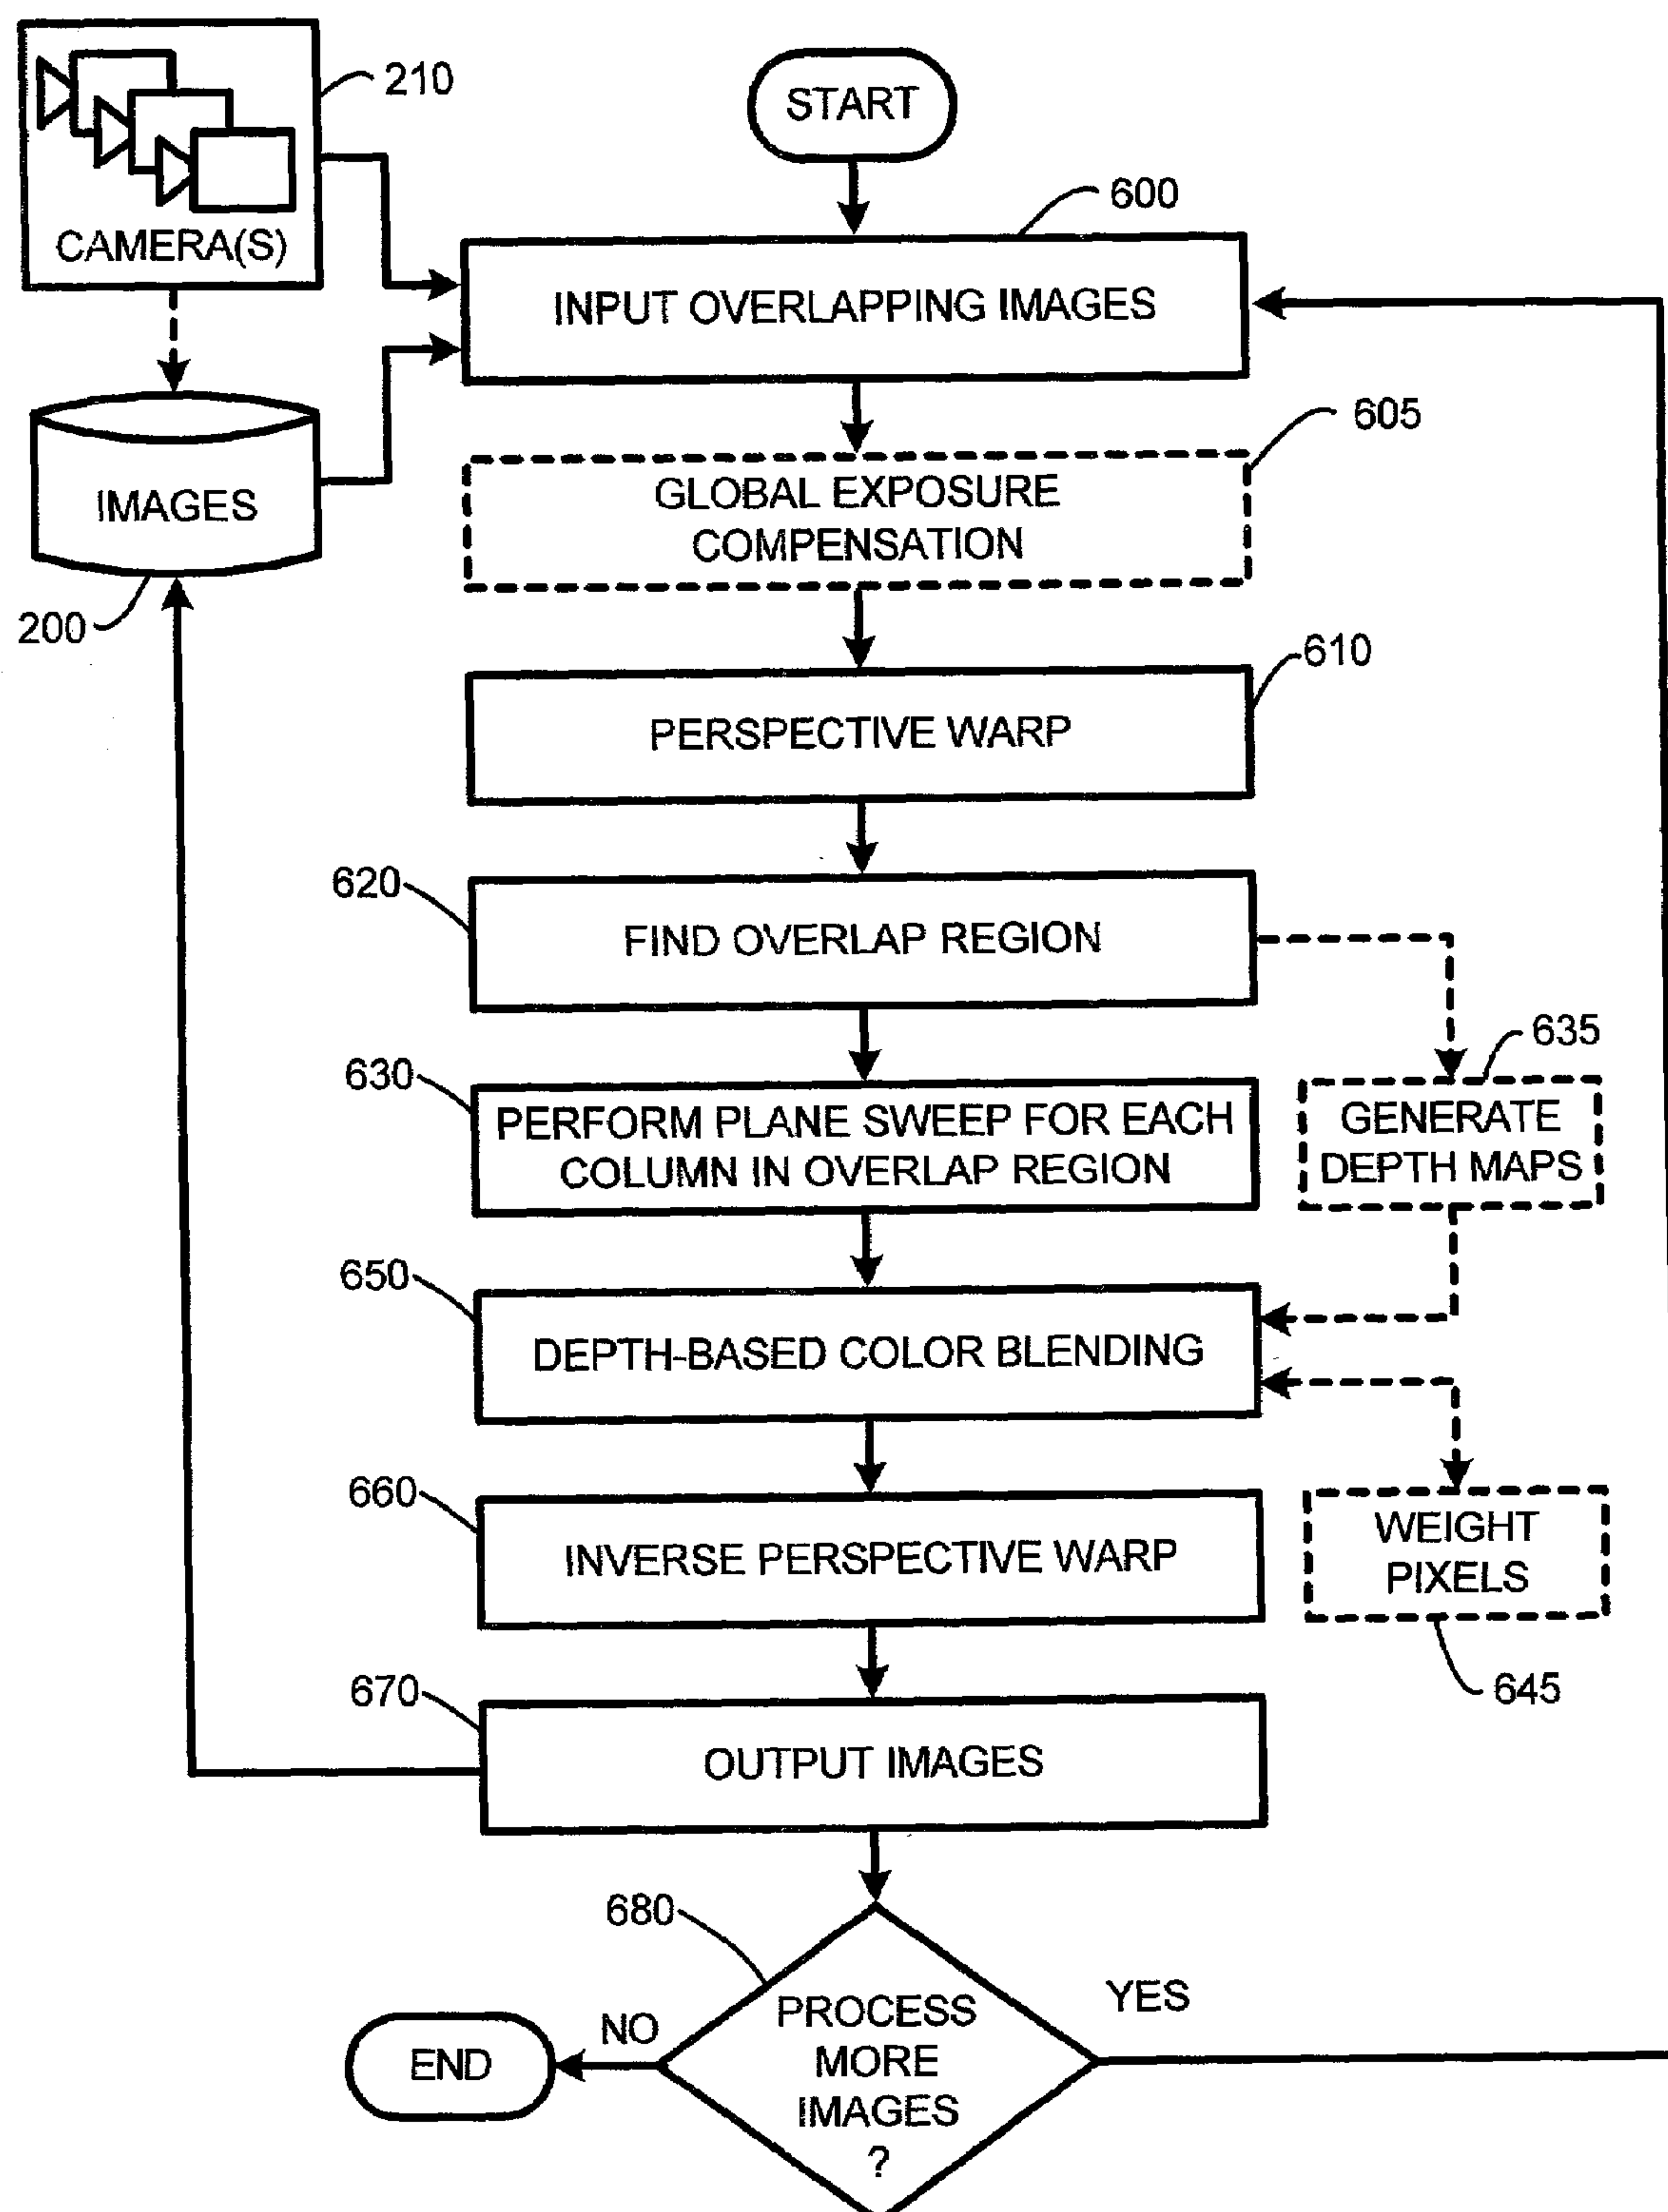 210
START
CAMERA(S)
600
INPUT OVERLAPPING IMAGES
605
GLOBAL EXPOSURE
COMPENSATION
IMAGES
200
610
PERSPECTIVE WARP
620
FIND OVERLAP REGION
630
PERFORM PLANE SWEEP FOR EACH
COLUMN IN OVERLAP REGION
635
GENERATE
DEPTH MAPS
650
DEPTH-BASED COLOR BLENDING
660
INVERSE PERSPECTIVE WARP
WEIGHT
PIXELS
645
670
OUTPUT IMAGES
680
PROCESS
MORE
IMAGES
?
YES
NO
END